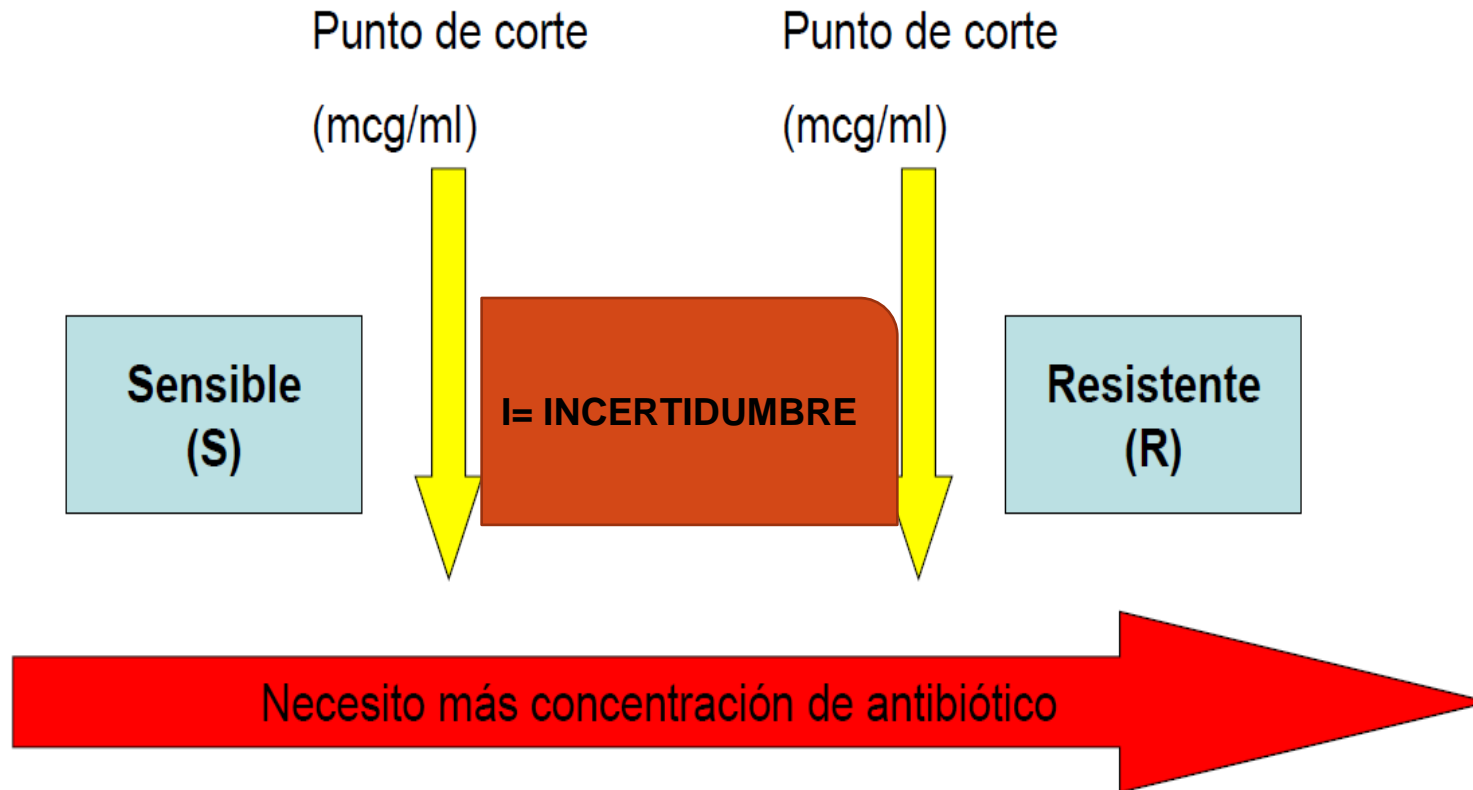 Punto de corte
(mcg/ml)
Punto de corte
(mcg/ml)
Sensible
(S)
I= INCERTIDUMBRE
Resistente
(R)
Necesito más concentración de antibiótico